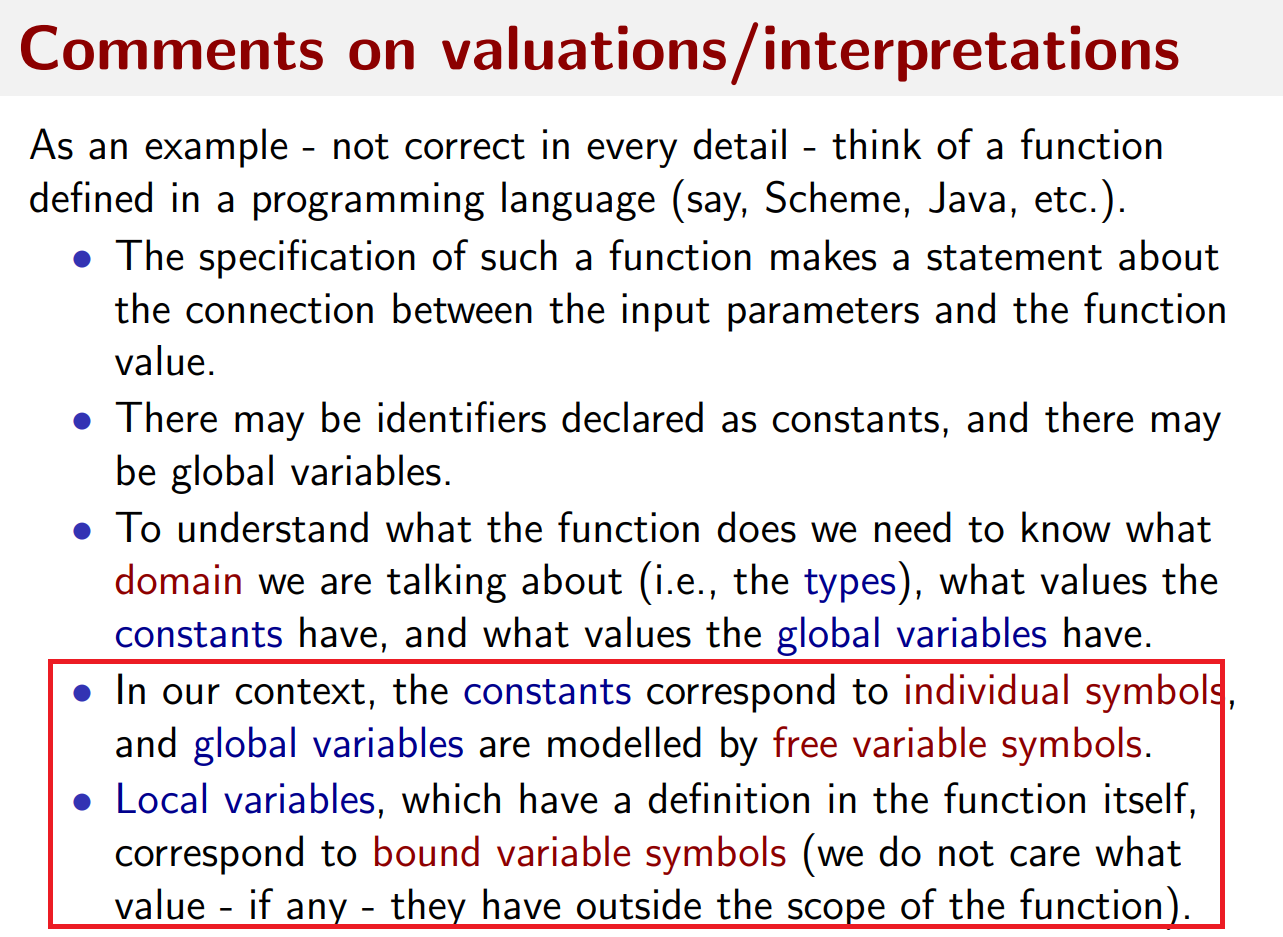 Comments on valuations/interpretations
As an example - not correct in every detail - think of a function
defined in a programming language (say, Scheme, Java, etc.).
• The specification of such a function makes a statement about
the connection between the input parameters and the function
value.
• There may be identifiers declared as constants, and there may
be global variables.
• To understand what the function does we need to know what
domain we are talking about (i.e., the types), what values the
constants have, and what values the global variables have.
• In our context, the constants correspond to individual symbols,
and global variables are modelled by free variable symbols.
• Local variables, which have a definition in the function itself,
correspond to bound variable symbols (we do not care what
value - if any - they have outside the scope of the function).